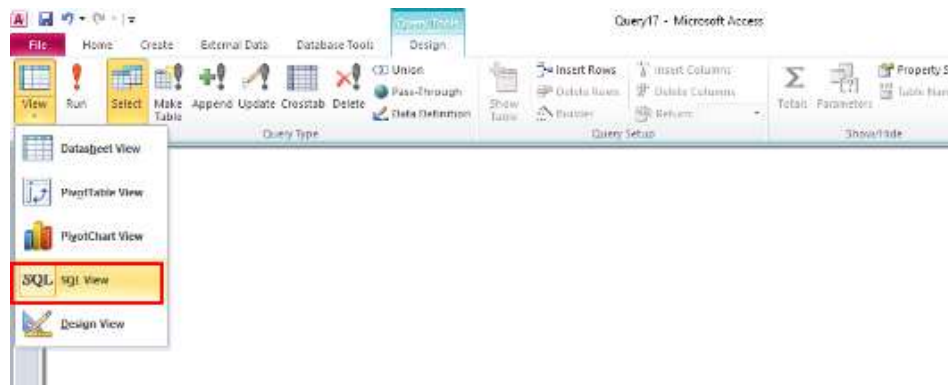 Query Tools
Query17 - Microsoft Access
File Home Create External Data Database Tools Design
View Run Select Make Table Append Update Crosstab Delete
Union
Pass-Through
Data Definition
Show Table
Insert Rows
Delete Rows
Builder
Insert Columns
Delete Columns
Return:
Totals Parameters
Property S
Table Nam
Query Type Query Setup Show/Hide
Datasheet View
PivotTable View
PivotChart View
SQL SQL View
Design View